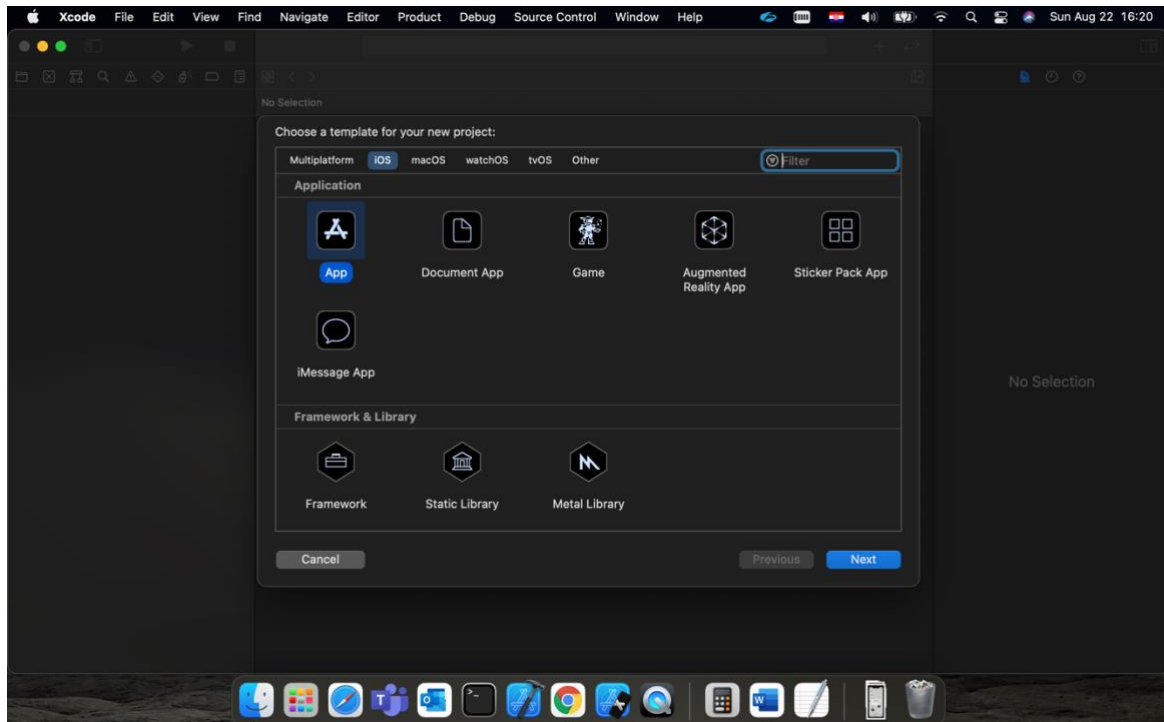 Xcode File Edit View Find Navigate Editor Product Debug Source Control Window Help Sun Aug 22 16:20
No Selection
Choose a template for your new project:
Multiplatform iOS macOS watchOS tvOS Other Filter
Application
App Document App Game Augmented Reality App Sticker Pack App
iMessage App
No Selection
Framework & Library
Framework Static Library Metal Library
Cancel Previous Next